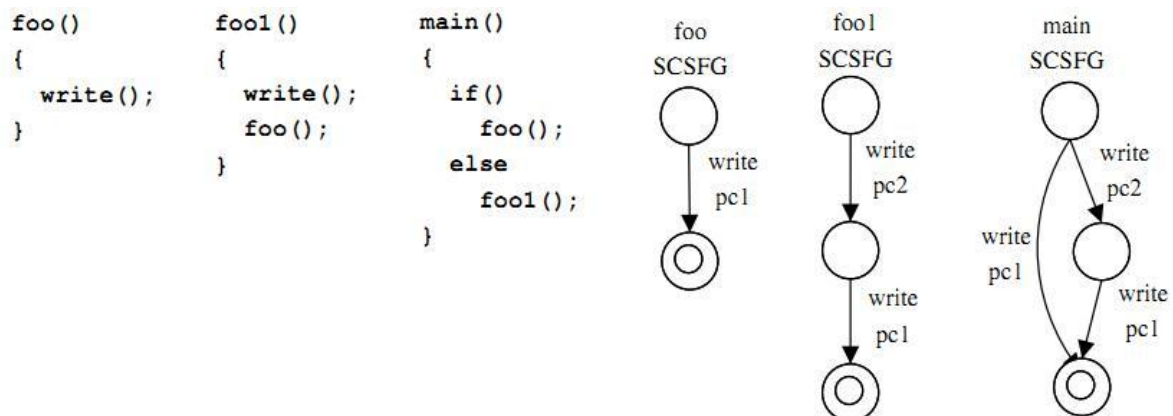 foo()
{
write();
}
foo1()
{
write();
foo();
}
main()
{
if()
foo();
else
foo1();
}
foo
SCSFG
write
pc1
foo1
SCSFG
write
pc2
write
pc1
main
SCSFG
write
pc2
write
pc1
write
pc1